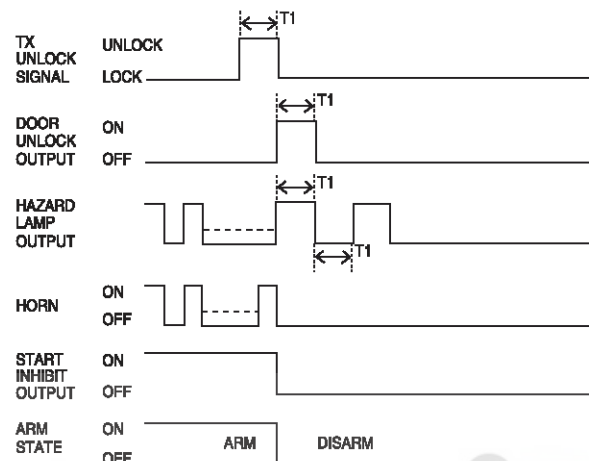 T1
TX UNLOCK
UNLOCK
SIGNAL LOCK
T1
DOOR ON
UNLOCK
OUTPUT OFF
T1
HAZARD
LAMP
OUTPUT
T1
ON
HORN
OFF
START ON
INHIBIT
OUTPUT OFF
ARM ON
STATE ARM DISARM
OFF